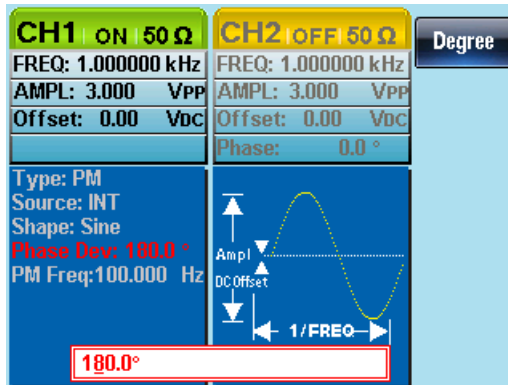 CH1 ON 50 Ω
FREQ: 1.000000 kHz
AMPL: 3.000 VPP
Offset: 0.00 VDC
CH2 OFF 50 Ω
FREQ: 1.000000 kHz
AMPL: 3.000 VPP
Offset: 0.00 VDC
Phase: 0.0 °
Degree
Type: PM
Source: INT
Shape: Sine
Phase Dev: 180.0 °
PM Freq:100.000 Hz
Ampl
DC Offset
1/FREQ
180.0°